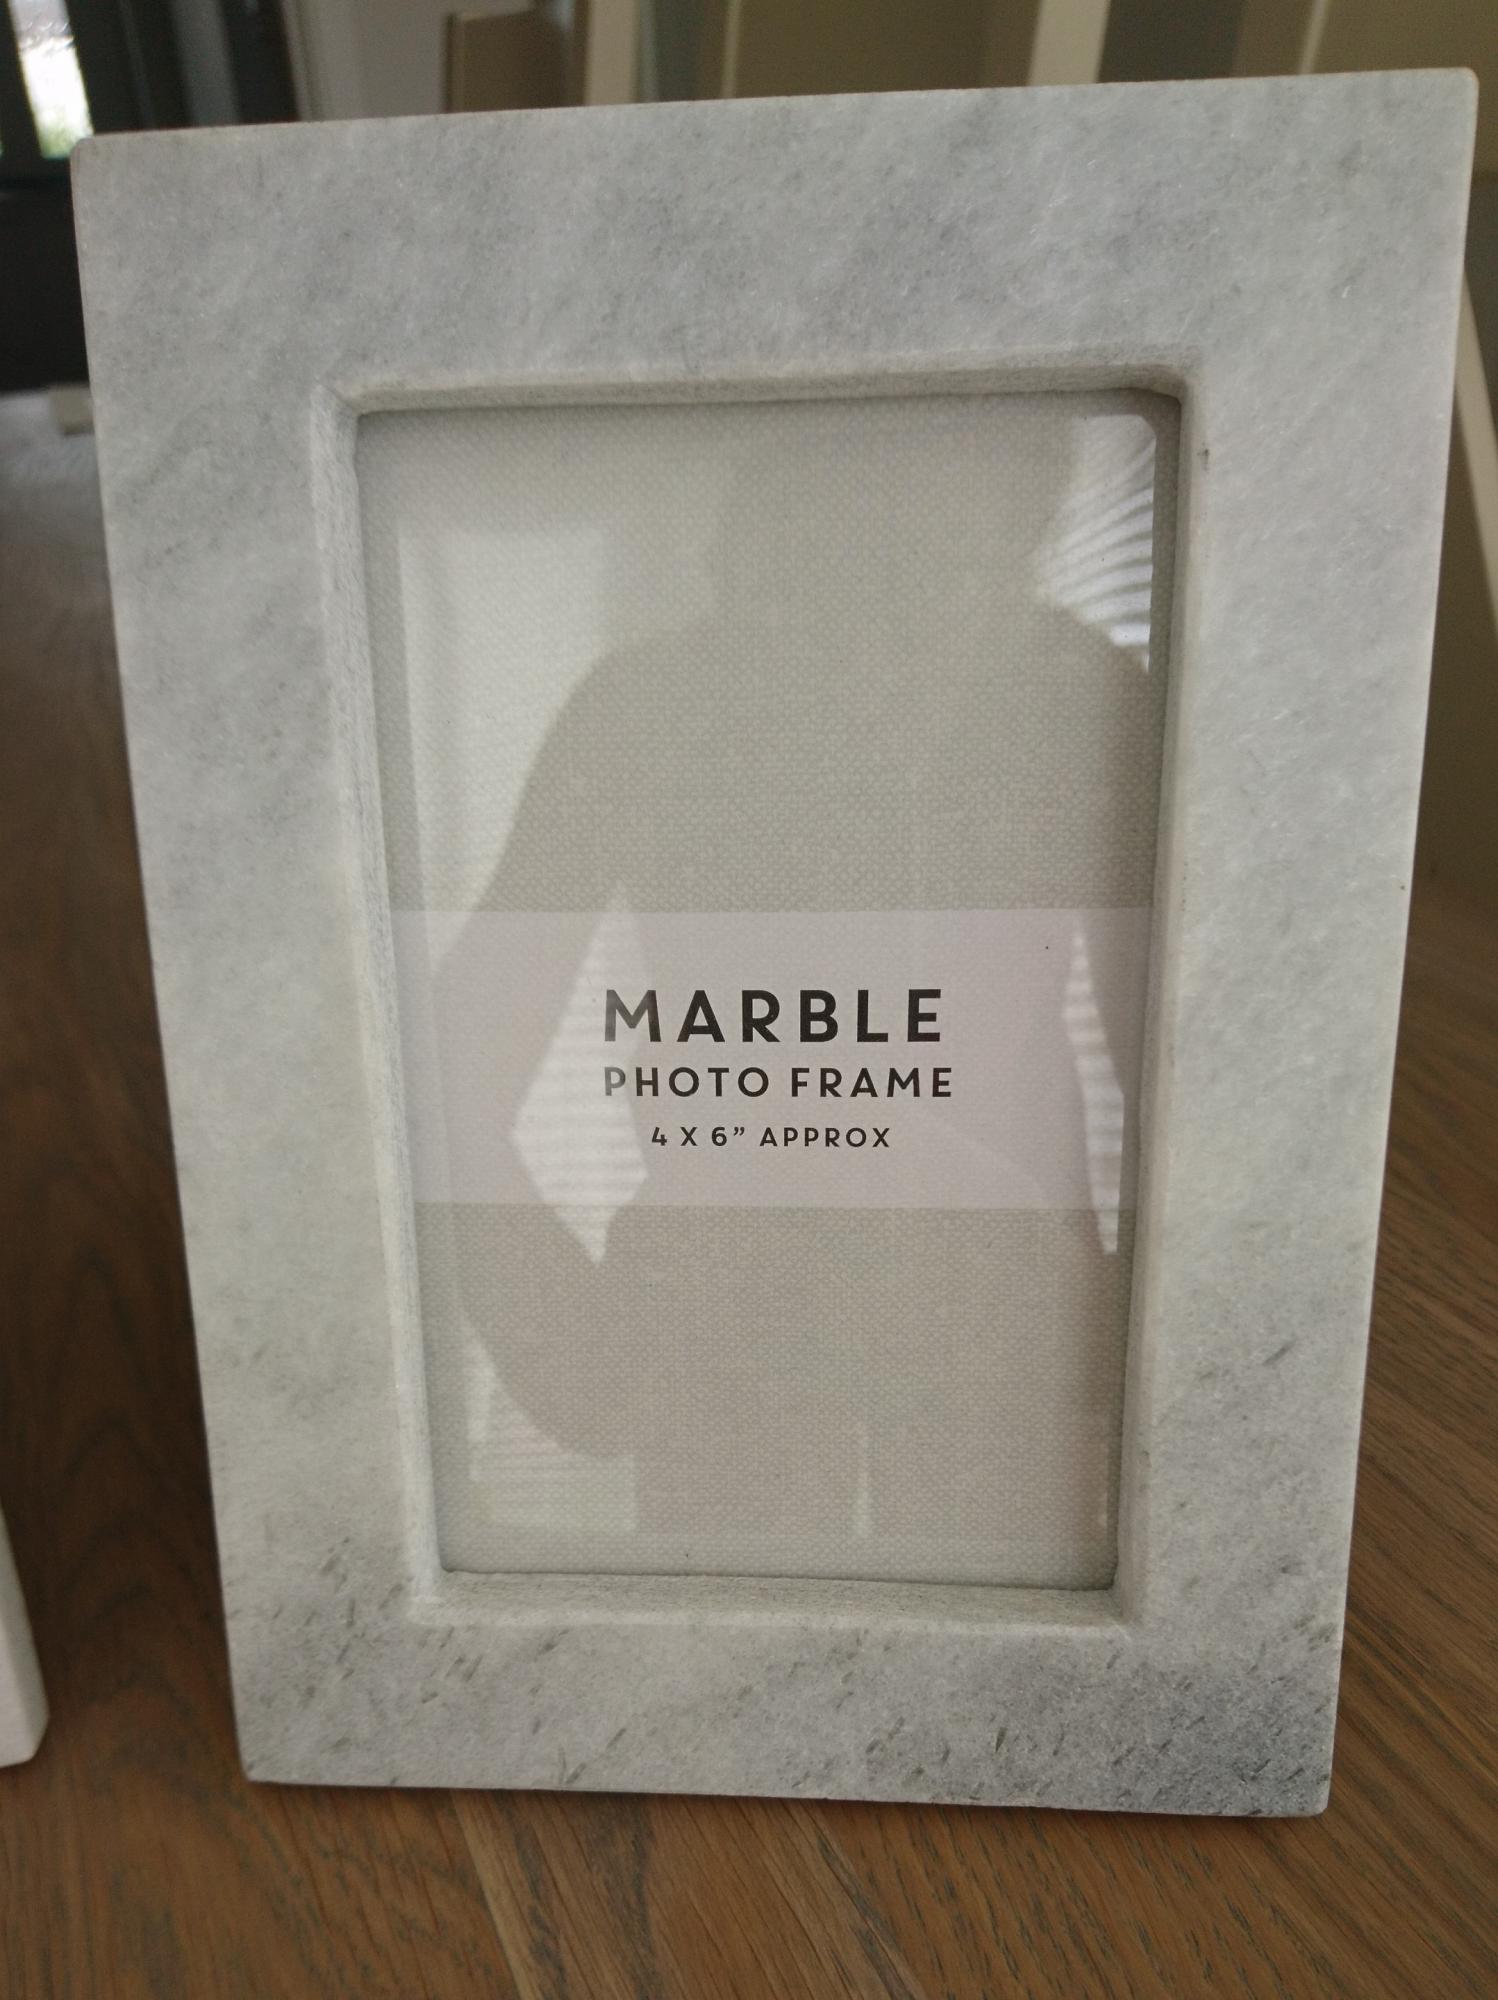 MARBLE
PHOTO FRAME
4 X 6” APPROX